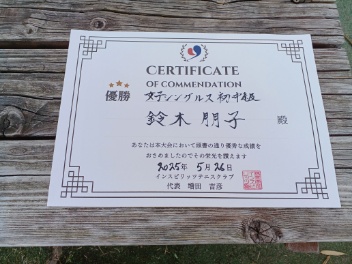 CERTIFICATE
OF COMMENDATION
優勝 女子シングルス初中級
鈴木朋子 殿
あなたは本大会において頭書の通り優秀な成績を
おさめましたのでその栄光を讃えます
2025年 5月 26日
インスピリッツテニスクラブ
代表 増田 吉彦